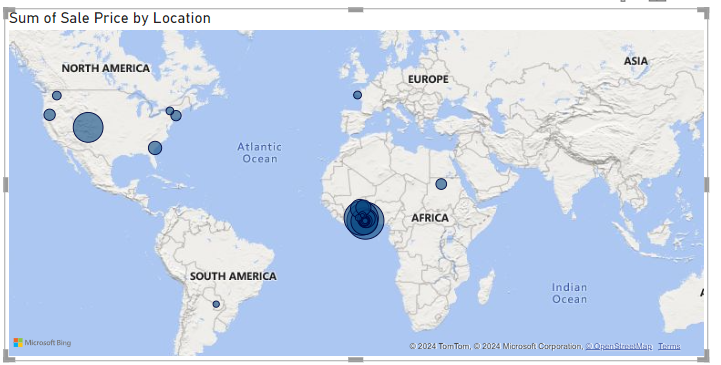 Sum of Sale Price by Location
NORTH AMERICA
EUROPE
ASIA
Atlantic
Ocean
AFRICA
SOUTH AMERICA
Indian
Ocean
A
Microsoft Bing
© 2024 TomTom, © 2024 Microsoft Corporation, © OpenStreetMap Terms